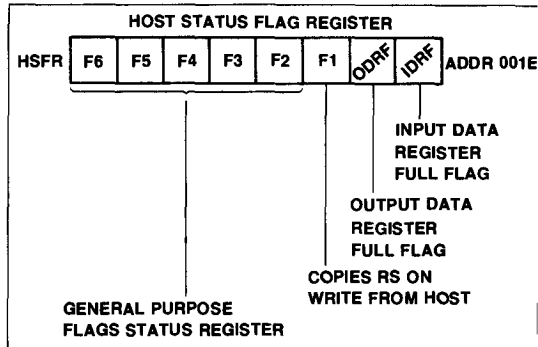 HOST STATUS FLAG REGISTER
HSFR F6 F5 F4 F3 F2 F1 ODRF IDRF ADDR 001E
INPUT DATA
REGISTER
FULL FLAG
OUTPUT DATA
REGISTER
FULL FLAG
COPIES RS ON
WRITE FROM HOST
GENERAL PURPOSE
FLAGS STATUS REGISTER